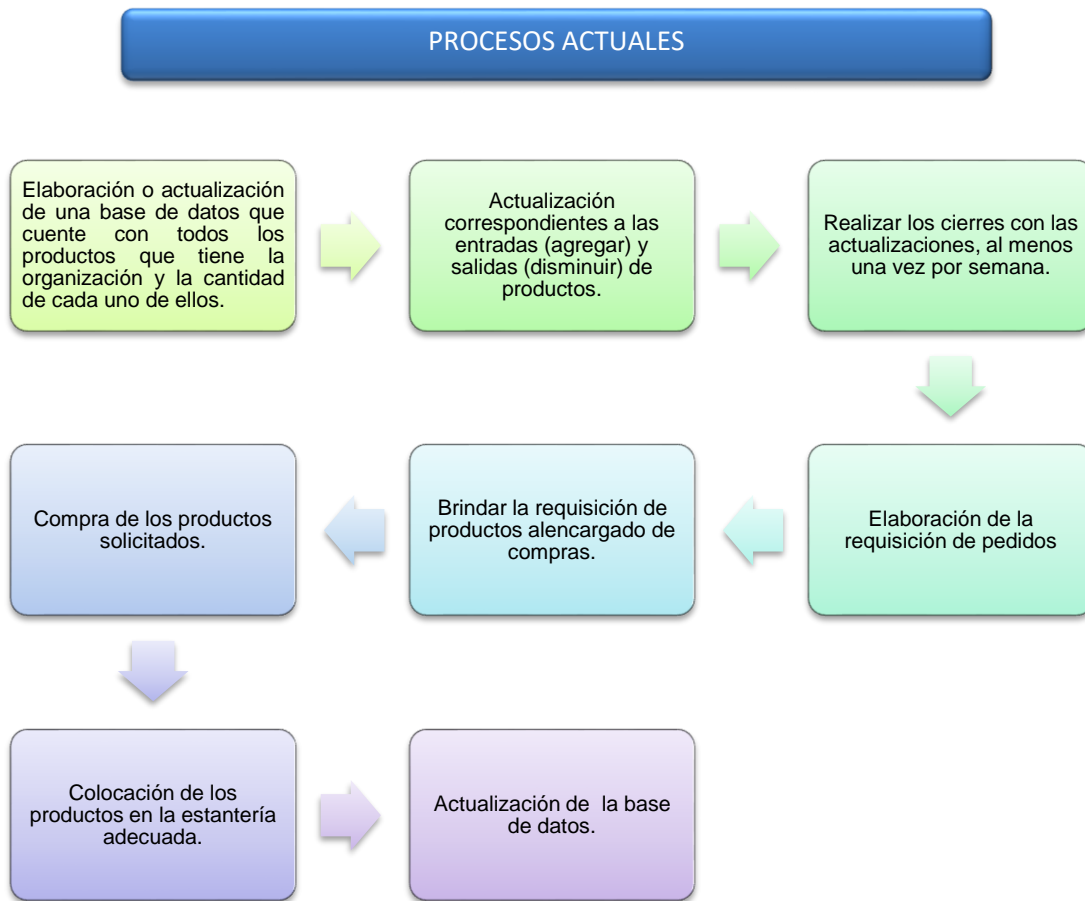 PROCESOS ACTUALES
Elaboración o actualización
de una base de datos que
cuente con todos los
productos que tiene la
organización y la cantidad
de cada uno de ellos.
Actualización
correspondientes a las
entradas (agregar) y
salidas (disminuir) de
productos.
Realizar los cierres con las
actualizaciones, al menos
una vez por semana.
Elaboración de la
requisición de pedidos
Brindar la requisición de
productos alencargado de
compras.
Compra de los productos
solicitados.
Colocación de los
productos en la estantería
adecuada.
Actualización de  la base
de datos.